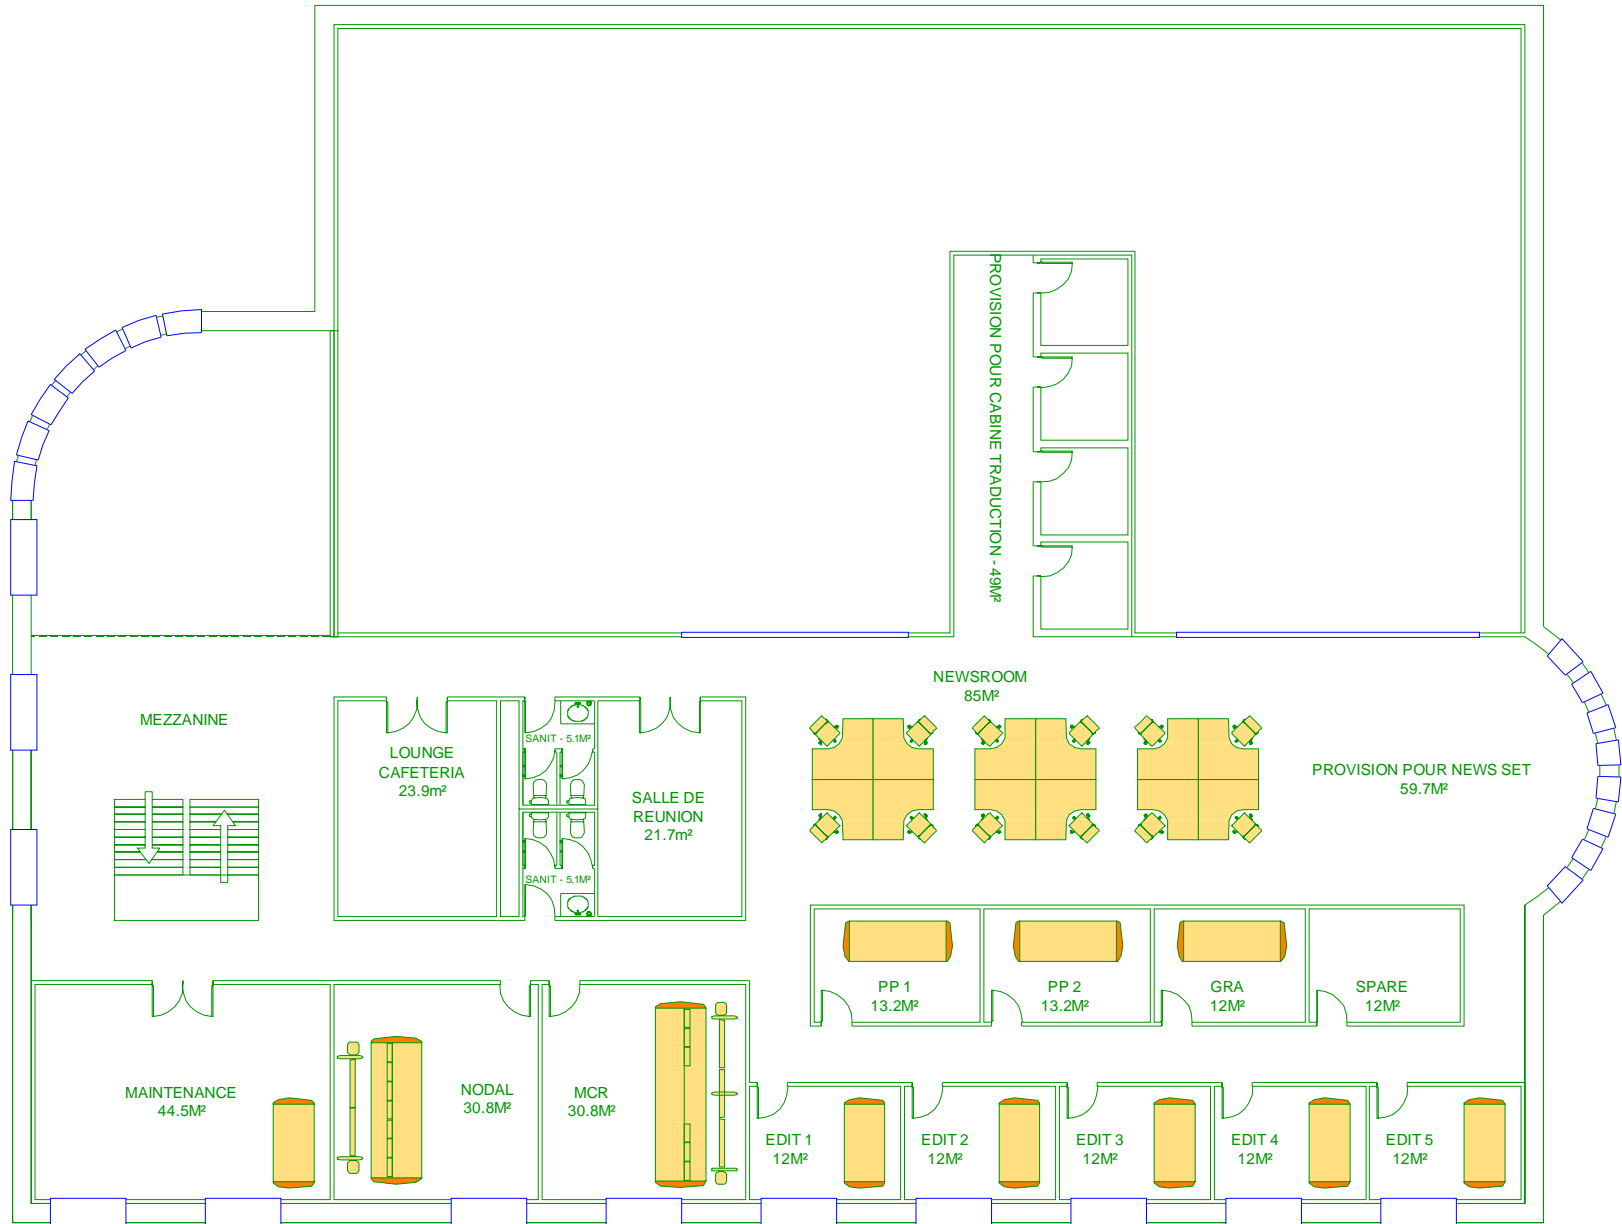 PROVISION POUR CABINE TRADUCTION - 49M²
NEWSROOM
85M²
MEZZANINE
LOUNGE
CAFETERIA
23.9m²
SANIT - 5.1M²
SALLE DE
REUNION
21.7m²
PROVISION POUR NEWS SET
59.7M²
SANIT - 5.1M²
PP 1
13.2M²
PP 2
13.2M²
GRA
12M²
SPARE
12M²
MAINTENANCE
44.5M²
NODAL
30.8M²
MCR
30.8M²
EDIT 1
12M²
EDIT 2
12M²
EDIT 3
12M²
EDIT 4
12M²
EDIT 5
12M²